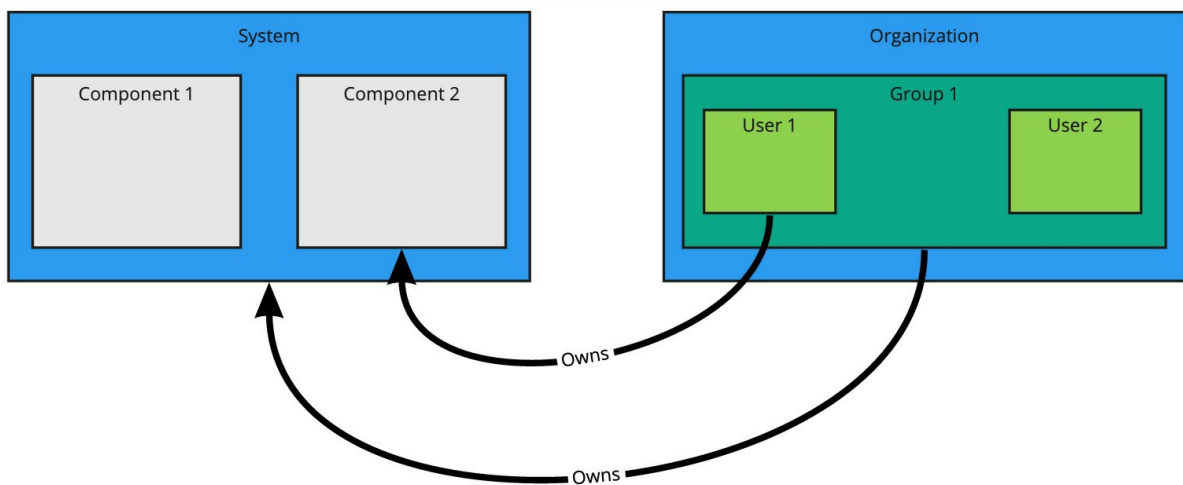 System
Component 1
Component 2
Organization
Group 1
User 1
User 2
Owns
Owns